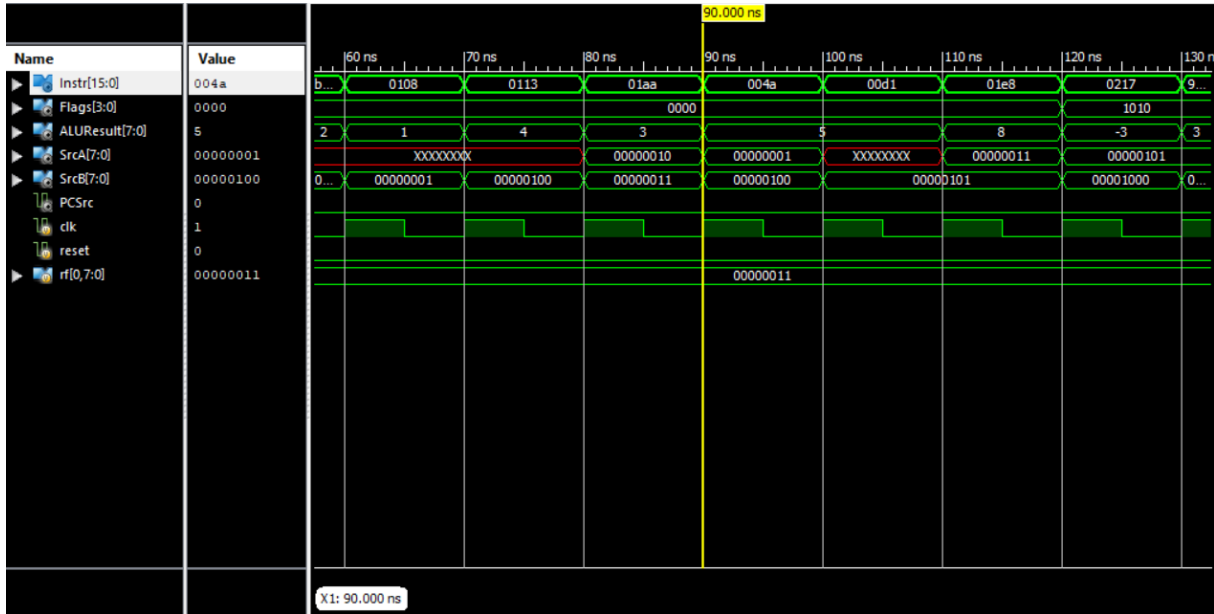 90.000 ns
Name Value 60 ns 70 ns 80 ns 90 ns 100 ns 110 ns 120 ns 130 n
Instr[15:0] 004a b... 0108 0113 01aa 004a 00d1 01e8 0217 9...
Flags[3:0] 0000 0000 1010
ALUResult[7:0] 5 2 1 4 3 5 8 -3 3
SrcA[7:0] 00000001 XXXXXXXX 00000010 00000001 XXXXXXXX 00000011 00000101
SrcB[7:0] 00000100 0... 00000001 00000100 00000011 00000100 00000101 00001000 0...
PCSrc 0
clk 1
reset 0
rf[0,7:0] 00000011 00000011
X1: 90.000 ns